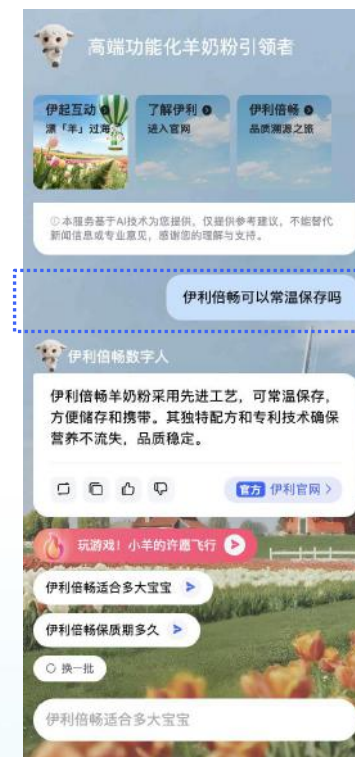 高端功能化羊奶粉引领者
伊起互动
漂「羊」过海
了解伊利
进入官网
伊利倍畅
品质溯源之旅
本服务基于AI技术为您提供，仅提供参考建议，不能替代
新闻信息或专业意见，感谢您的理解与支持。
伊利倍畅可以常温保存吗
伊利倍畅数字人
伊利倍畅羊奶粉采用先进工艺，可常温保存，
方便储存和携带。其独特配方和专利技术确保
营养不流失，品质稳定。
官方 伊利官网
玩游戏！小羊的许愿飞行
伊利倍畅适合多大宝宝
伊利倍畅保质期多久
换一批
伊利倍畅适合多大宝宝